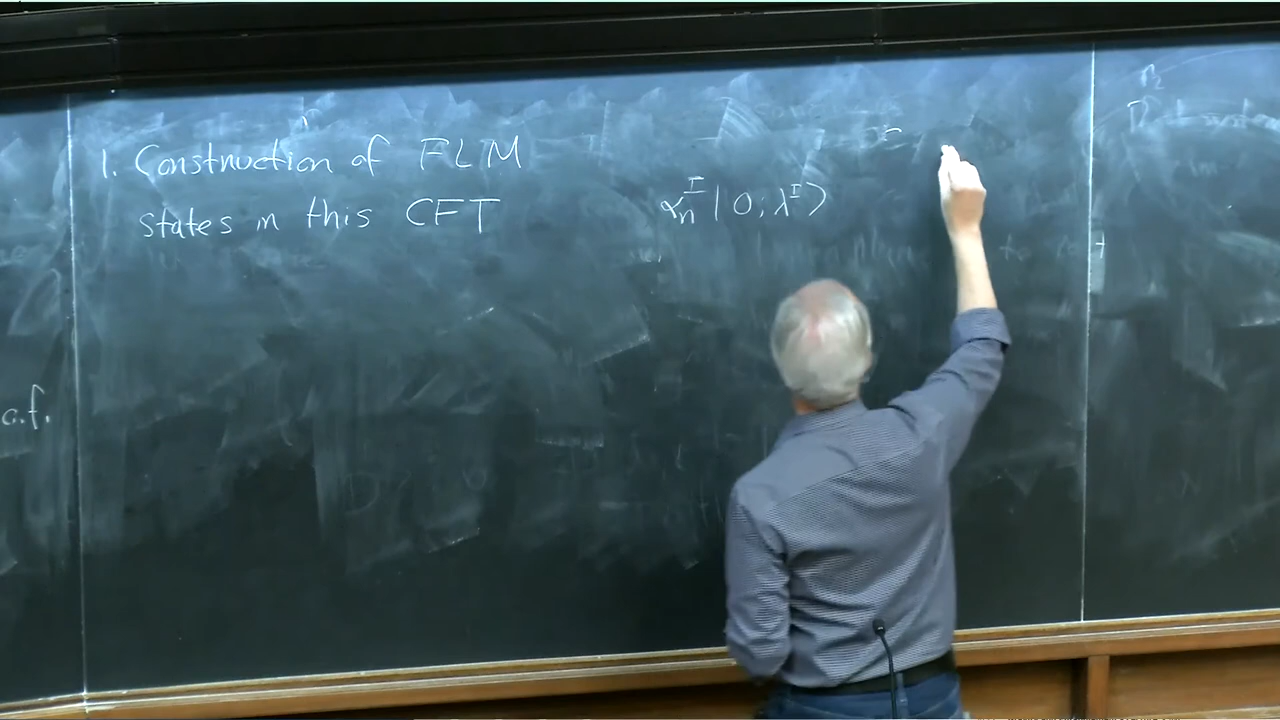 a.f.
1. Construction of FLM
states in this CFT
α_n^I |0; λ^I⟩